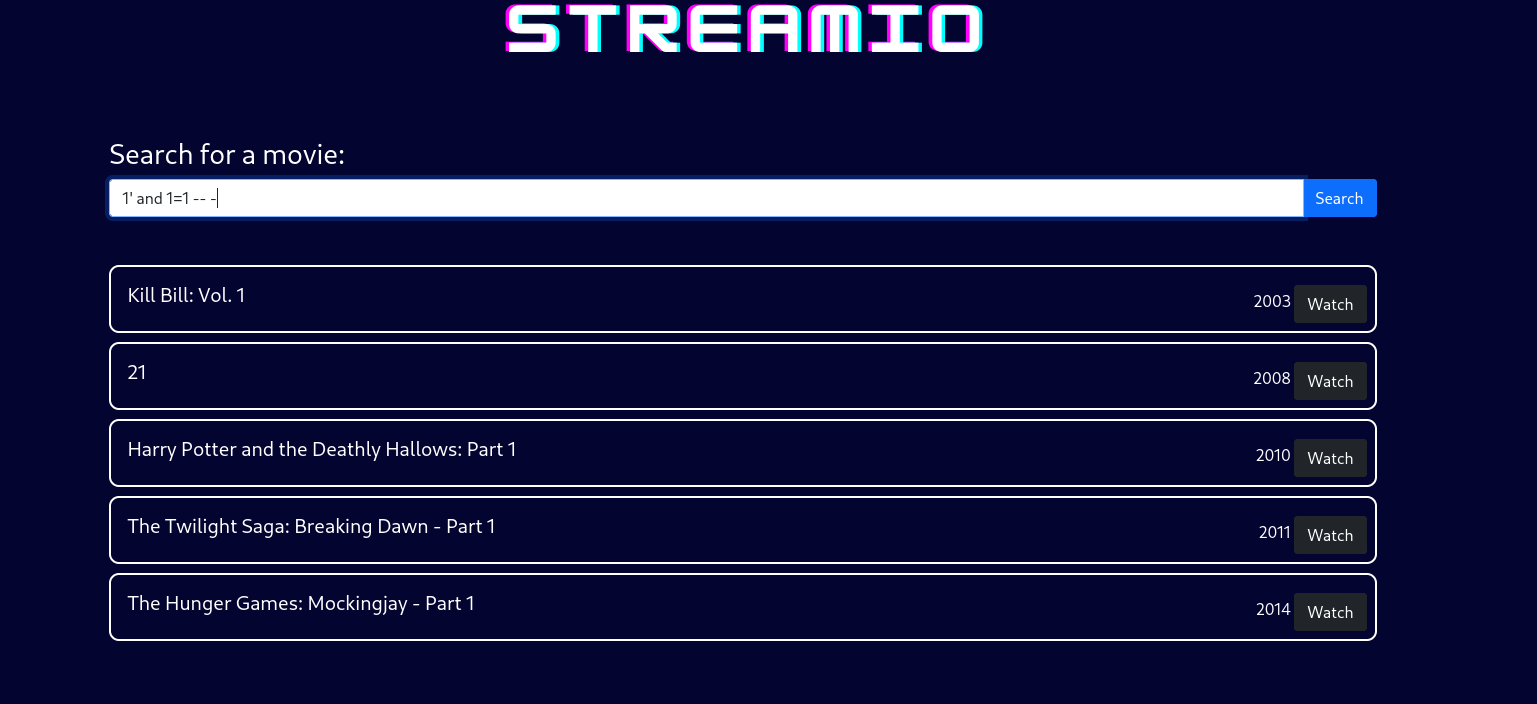 STREAMIO
Search for a movie:
1' and 1=1 -- -
Search
Kill Bill: Vol. 1
2003
Watch
21
2008
Watch
Harry Potter and the Deathly Hallows: Part 1
2010
Watch
The Twilight Saga: Breaking Dawn - Part 1
2011
Watch
The Hunger Games: Mockingjay - Part 1
2014
Watch